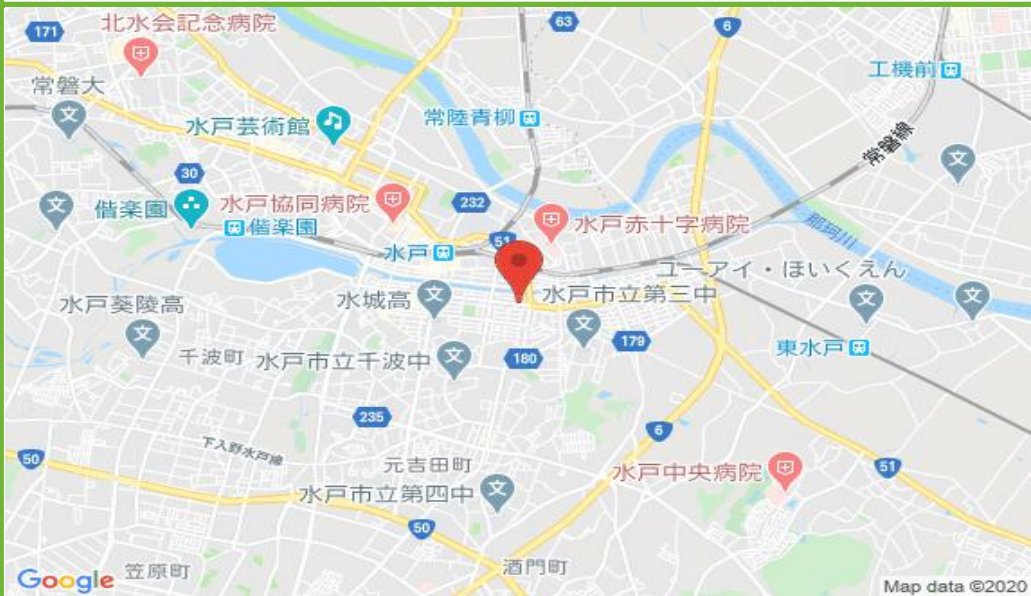 171
北水会記念病院
63
6
工機前
常磐大
水戸芸術館
常陸青柳
常磐線
30
水戸協同病院
232
偕楽園
偕楽園
水戸赤十字病院
那珂川
51
水戸
ユーアイ・ほいくえん
水戸葵陵高
水城高
水戸市立第三中
千波町
水戸市立千波中
180
179
東水戸
235
6
下入野水戸線
50
元吉田町
水戸中央病院
51
水戸市立第四中
50
笠原町
酒門町
Google
Map data ©2020